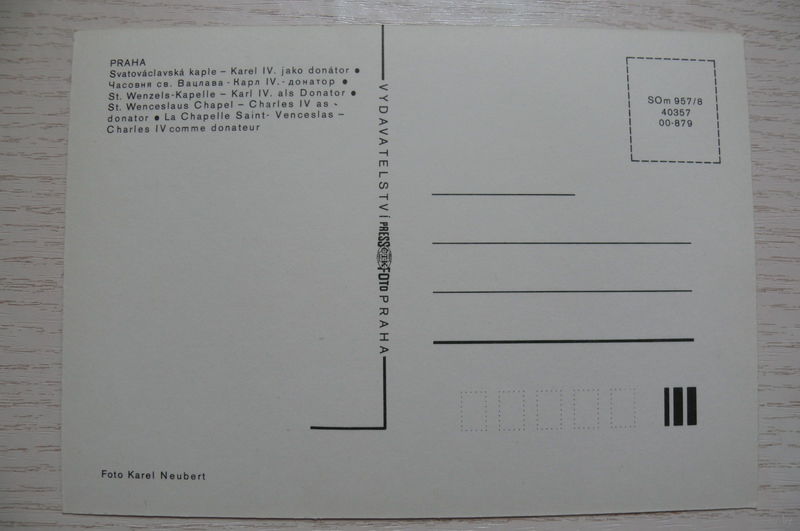 PRAHA
Svatováclavská kaple – Karel IV. jako donátor ●
Часовня св. Вацлава - Карл IV. - донатор ●
St. Wenzels-Kapelle – Karl IV. als Donator ●
St. Wenceslaus Chapel – Charles IV as -
donator ● La Chapelle Saint- Venceslas –
Charles IV comme donateur
VYDAVATELSTVÍ PRESSFOTO PRAHA
SOm 957/8
40357
00-879
Foto Karel Neubert